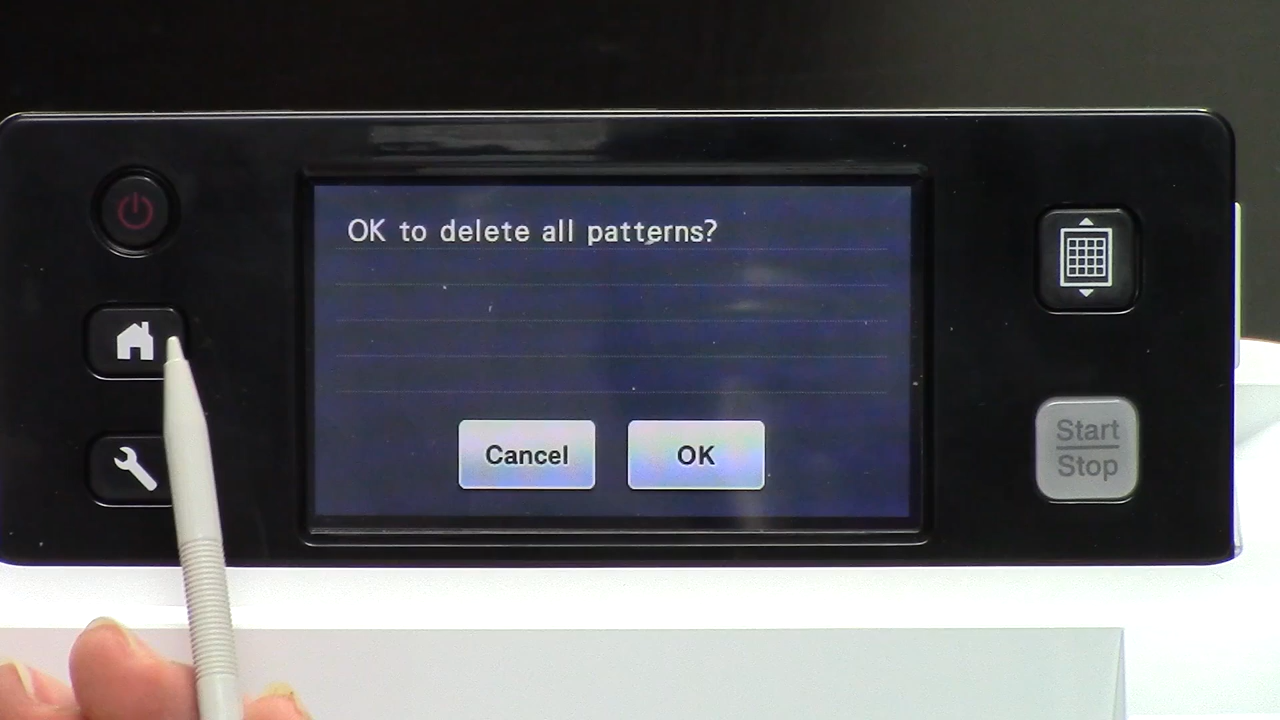 OK to delete all patterns?
Cancel
OK
Start
Stop